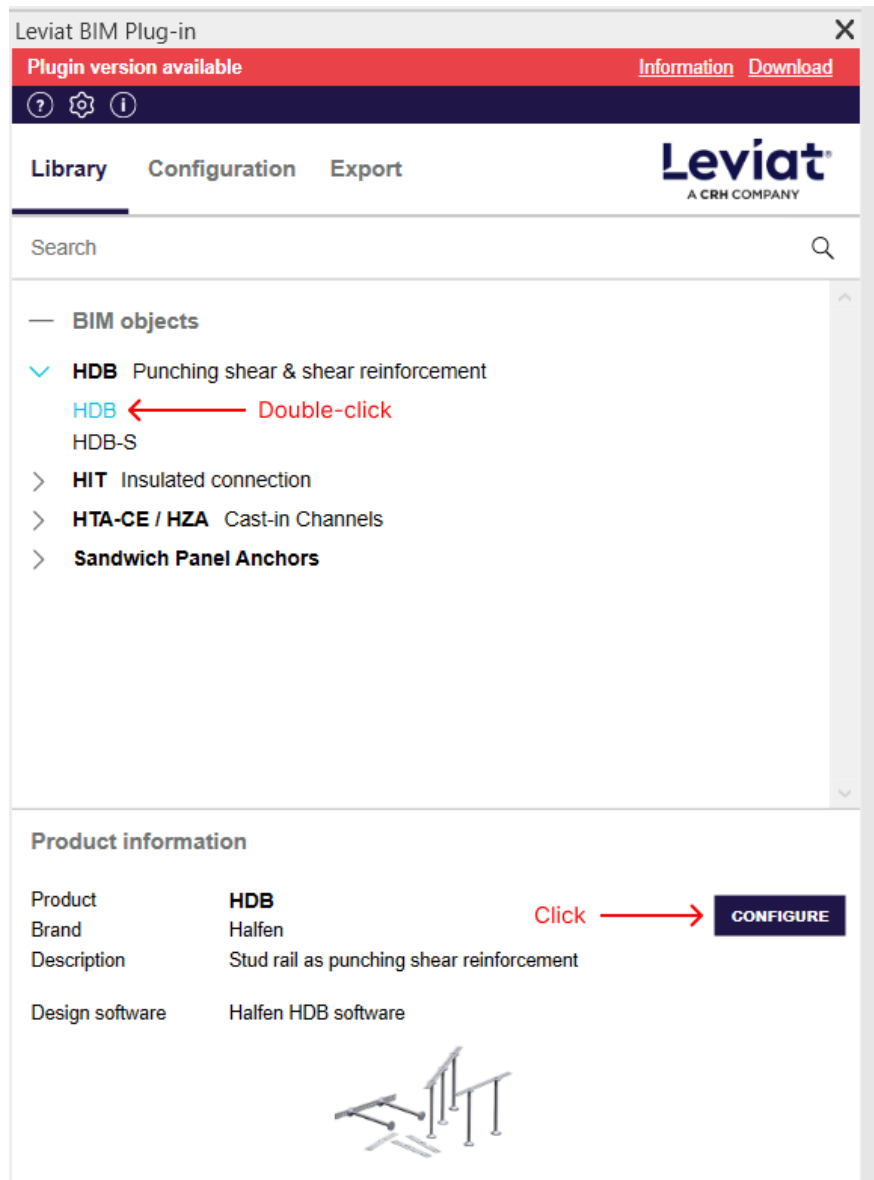 Leviat BIM Plug-in
Plugin version available Information Download
Library Configuration Export
Leviat®
A CRH COMPANY
Search
BIM objects
HDB Punching shear & shear reinforcement
HDB Double-click
HDB-S
HIT Insulated connection
HTA-CE / HZA Cast-in Channels
Sandwich Panel Anchors
Product information
Product HDB
Brand Halfen
Click CONFIGURE
Description Stud rail as punching shear reinforcement
Design software Halfen HDB software